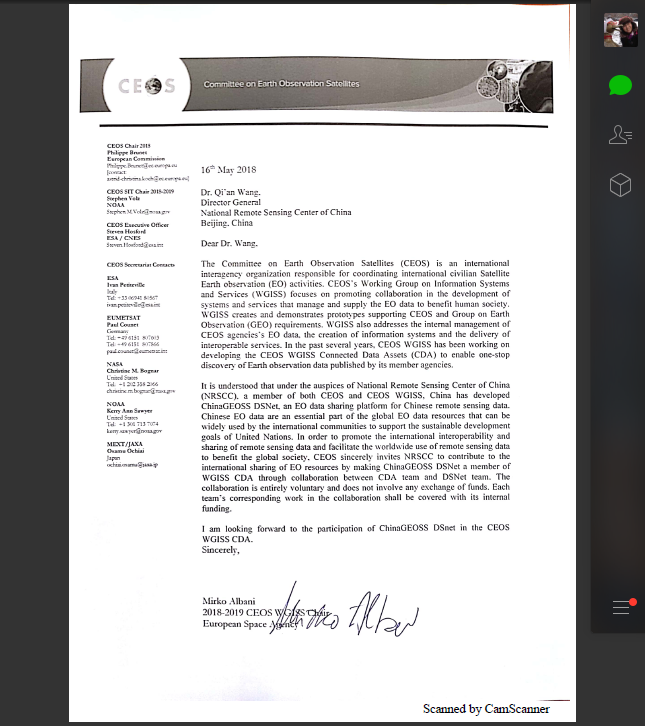 CEOS
Committee on Earth Observation Satellites
CEOS Chair 2018
Philippe Brunet
European Commission
Philippe.Brunet@ec.europa.eu
[contact:
astrid-christina.koch@ec.europa.eu]
CEOS SIT Chair 2018-2019
Stephen Volz
NOAA
Stephen.M.Volz@noaa.gov
CEOS Executive Officer
Steven Hosford
ESA / CNES
Steven.Hosford@esa.int
CEOS Secretariat Contacts
ESA
Ivan Petiteville
Italy
ivan.petiteville@esa.int
EUMETSAT
Paul Counet
Germany
paul.counet@eumetsat.int
NASA
Christine M. Bognar
United States
christine.m.bognar@nasa.gov
NOAA
Kerry Ann Sawyer
United States
Tel: +1 301 713 7074
kerry.sawyer@noaa.gov
MEXT/JAXA
Osamu Ochiai
Japan
ochiai.osamu@jaxa.jp
16th May 2018
Dr. Qi'an Wang,
Director General
National Remote Sensing Center of China
Beijing, China
Dear Dr. Wang,
The Committee on Earth Observation Satellites (CEOS) is an international
interagency organization responsible for coordinating international civilian Satellite
Earth observation (EO) activities. CEOS's Working Group on Information Systems
and Services (WGISS) focuses on promoting collaboration in the development of
systems and services that manage and supply the EO data to benefit human society.
WGISS creates and demonstrates prototypes supporting CEOS and Group on Earth
Observation (GEO) requirements. WGISS also addresses the internal management of
CEOS agencies's EO data, the creation of information systems and the delivery of
interoperable services. In the past several years, CEOS WGISS has been working on
developing the CEOS WGISS Connected Data Assets (CDA) to enable one-stop
discovery of Earth observation data published by its member agencies.
It is understood that under the auspices of National Remote Sensing Center of China
(NRSCC), a member of both CEOS and CEOS WGISS, China has developed
ChinaGEOSS DSNet, an EO data sharing platform for Chinese remote sensing data.
Chinese EO data are an essential part of the global EO data resources that can be
widely used by the international communities to support the sustainable development
goals of United Nations. In order to promote the international interoperability and
sharing of remote sensing data and facilitate the worldwide use of remote sensing data
to benefit the global society, CEOS sincerely invites NRSCC to contribute to the
international sharing of EO resources by making ChinaGEOSS DSNet a member of
WGISS CDA through collaboration between CDA team and DSNet team. The
collaboration is entirely voluntary and does not involve any exchange of funds. Each
team's corresponding work in the collaboration shall be covered with its internal
funding.
I am looking forward to the participation of ChinaGEOSS DSnet in the CEOS
WGISS CDA.
Sincerely,
Mirko Albani
2018-2019 CEOS WGISS Chair
European Space Agency
Mirko Albani
Scanned by CamScanner